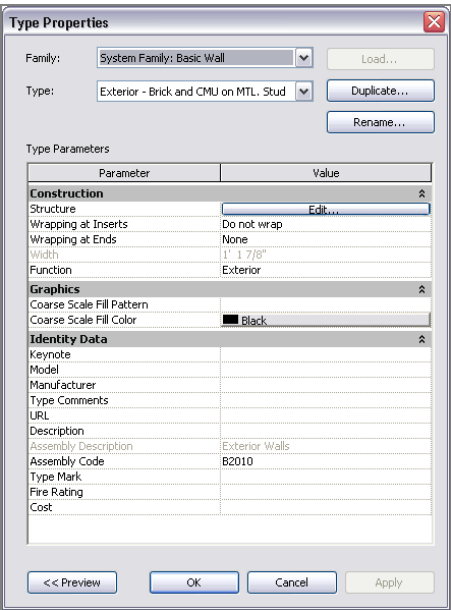 Type Properties
Family: System Family: Basic Wall Load...
Type: Exterior - Brick and CMU on MTL. Stud Duplicate...
Rename...
Type Parameters
Parameter Value
Construction
Structure Edit...
Wrapping at Inserts Do not wrap
Wrapping at Ends None
Width 1' 1 7/8"
Function Exterior
Graphics
Coarse Scale Fill Pattern
Coarse Scale Fill Color Black
Identity Data
Keynote
Model
Manufacturer
Type Comments
URL
Description
Assembly Description Exterior Walls
Assembly Code B2010
Type Mark
Fire Rating
Cost
<< Preview OK Cancel Apply